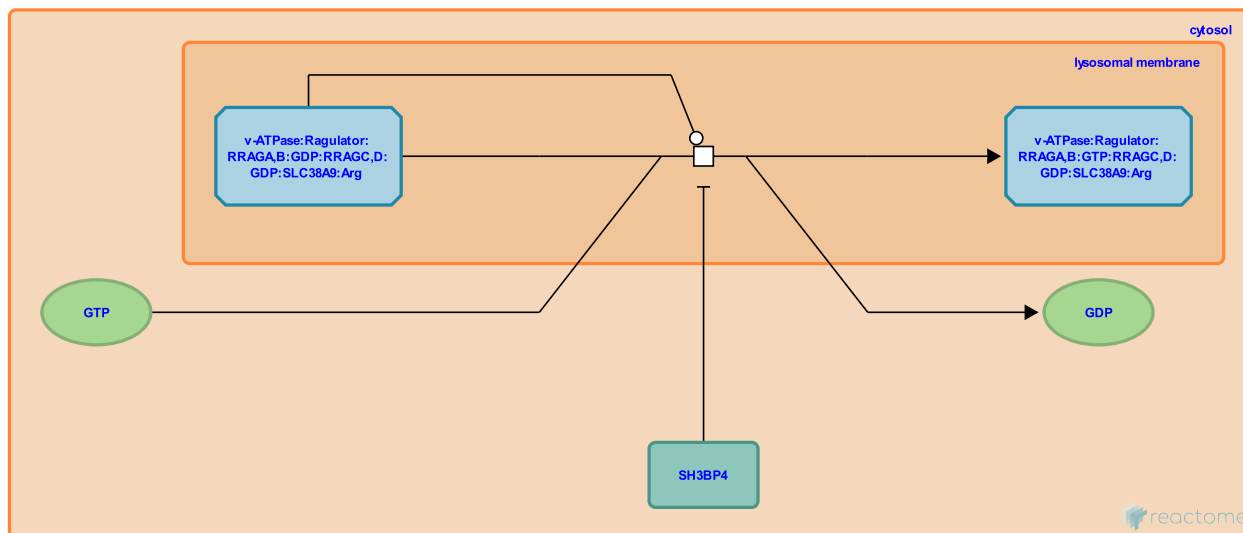 cytosol
lysosomal membrane
v-ATPase:Ragulator:
RRAGA,B:GDP:RRAGC,D:
GDP:SLC38A9:Arg
v-ATPase:Ragulator:
RRAGA,B:GTP:RRAGC,D:
GDP:SLC38A9:Arg
GTP
GDP
SH3BP4
reactome